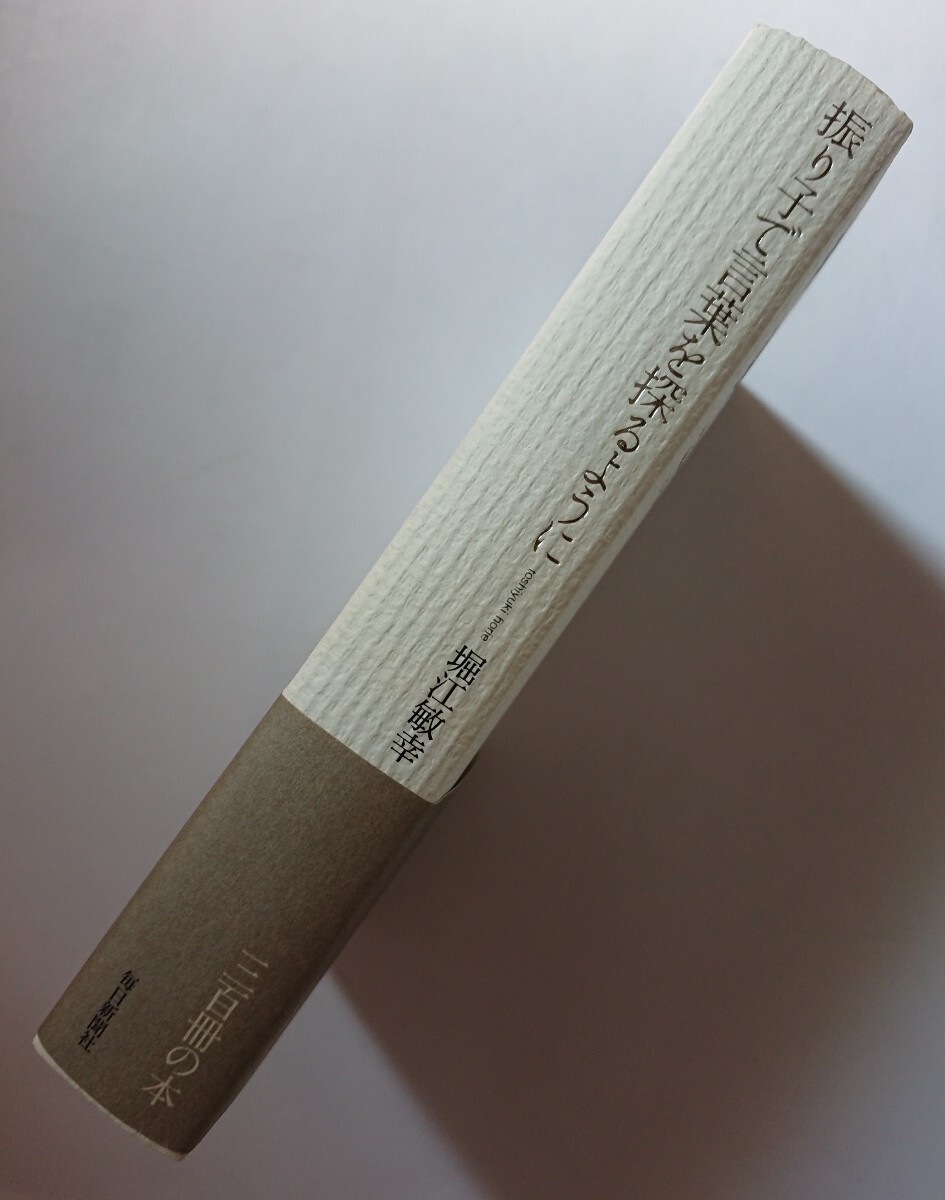 振り子で言葉を探るように
toshiyuki horie
堀江敏幸
三百冊の本
毎日新聞社